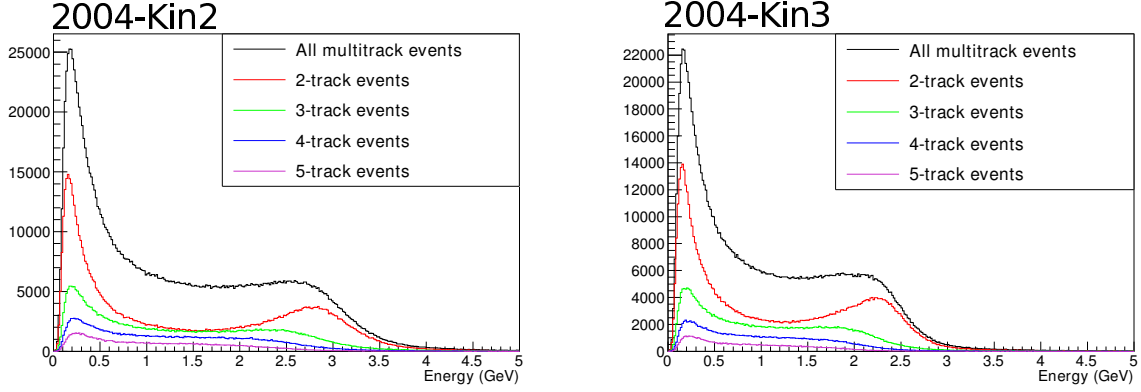 2004-Kin2
All multitrack events
2-track events
3-track events
4-track events
5-track events
25000
20000
15000
10000
5000
0
0 0.5 1 1.5 2 2.5 3 3.5 4 4.5 5
Energy (GeV)
2004-Kin3
All multitrack events
2-track events
3-track events
4-track events
5-track events
22000
20000
18000
16000
14000
12000
10000
8000
6000
4000
2000
0
0 0.5 1 1.5 2 2.5 3 3.5 4 4.5 5
Energy (GeV)